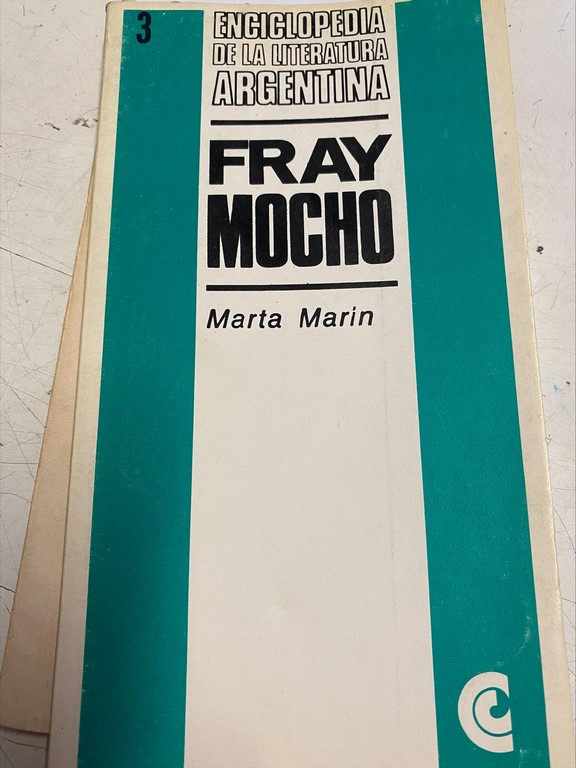 3
ENCICLOPEDIA
DE LA LITERATURA
ARGENTINA
FRAY
MOCHO
Marta Marin